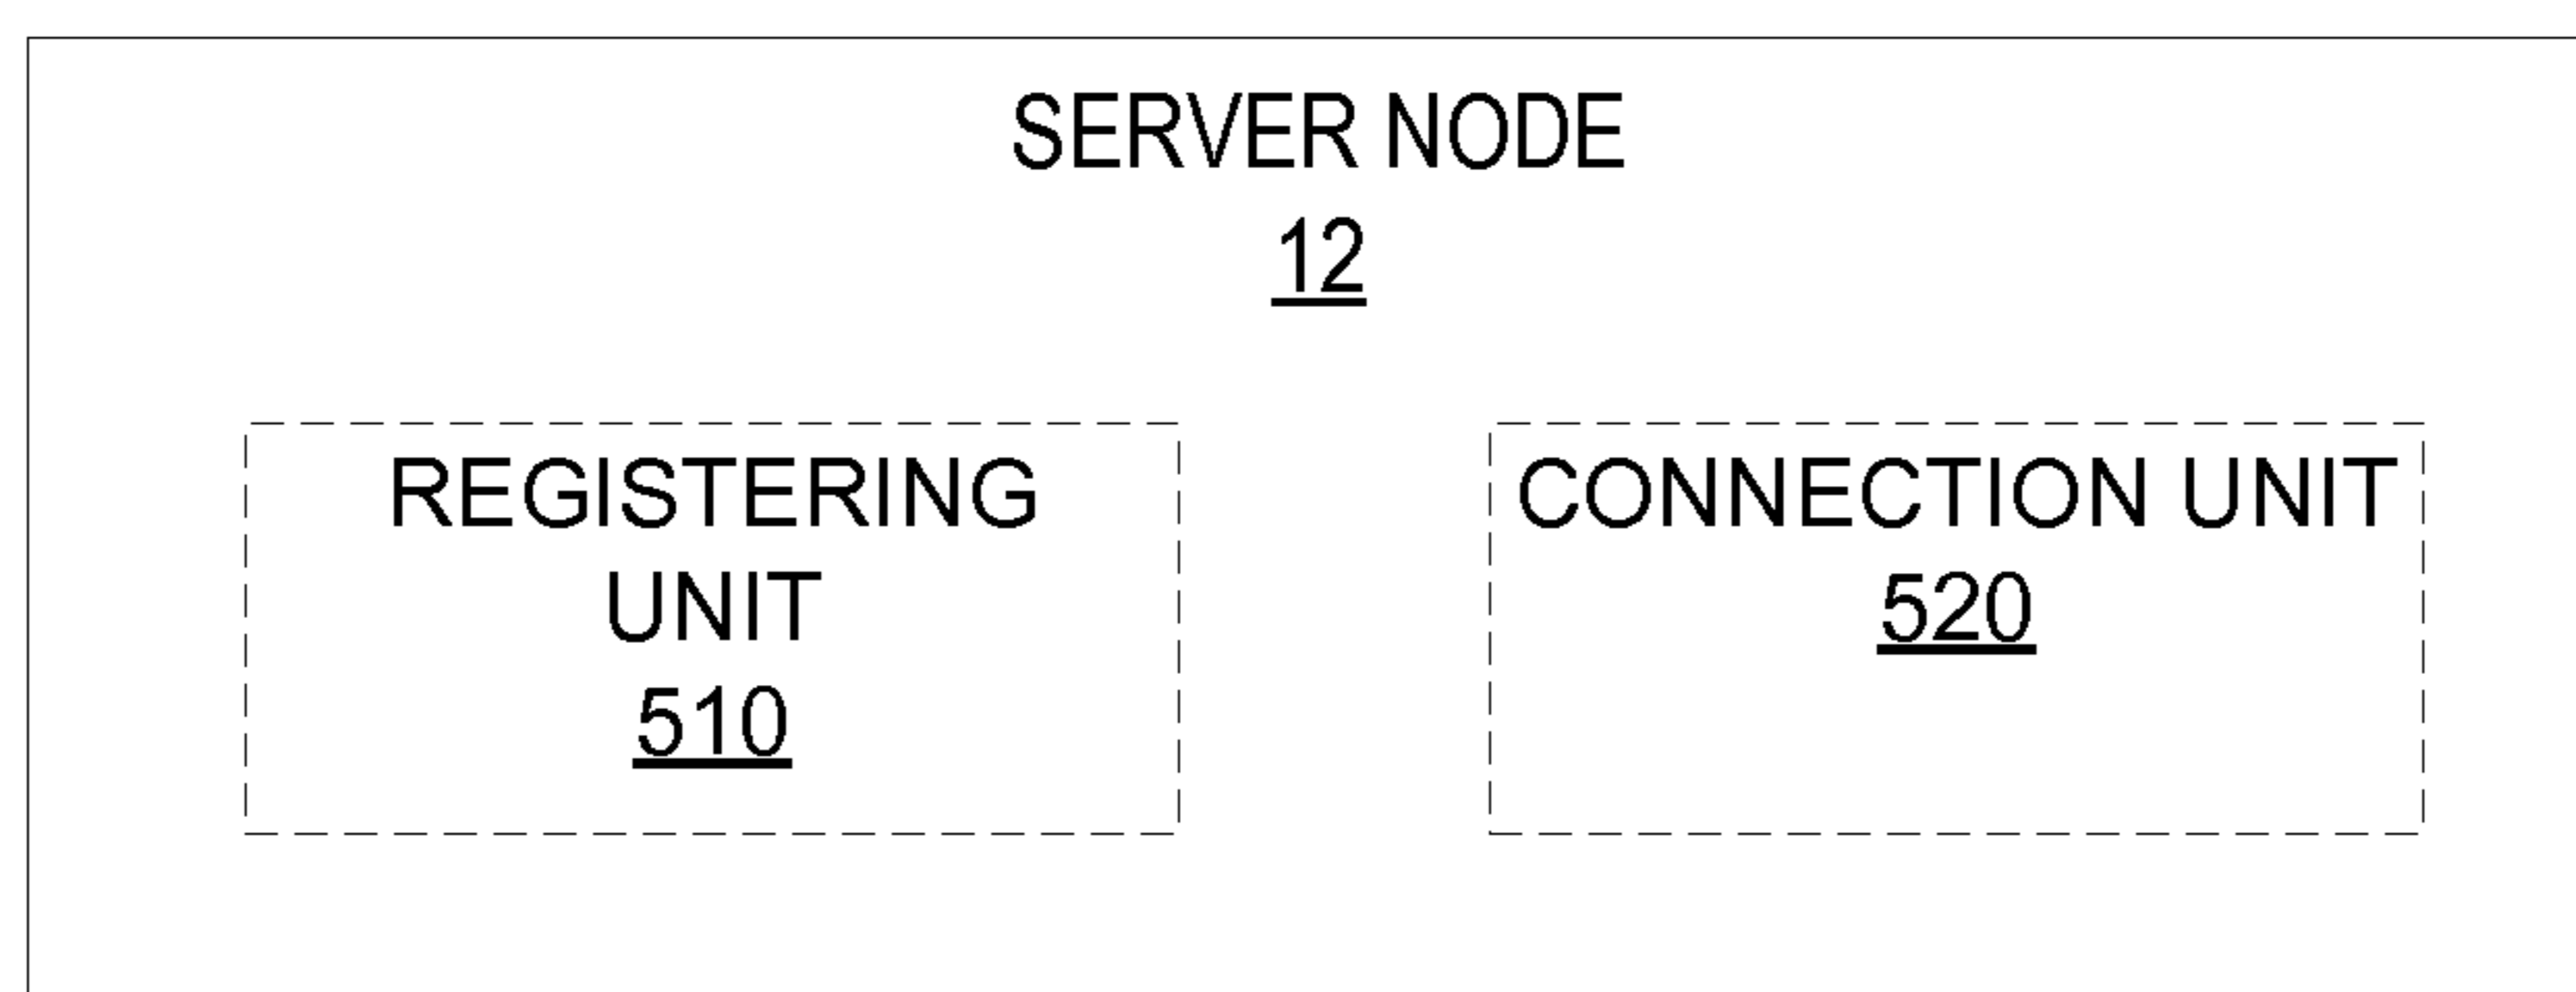 SERVER NODE
12
REGISTERING
UNIT
510
CONNECTION UNIT
520